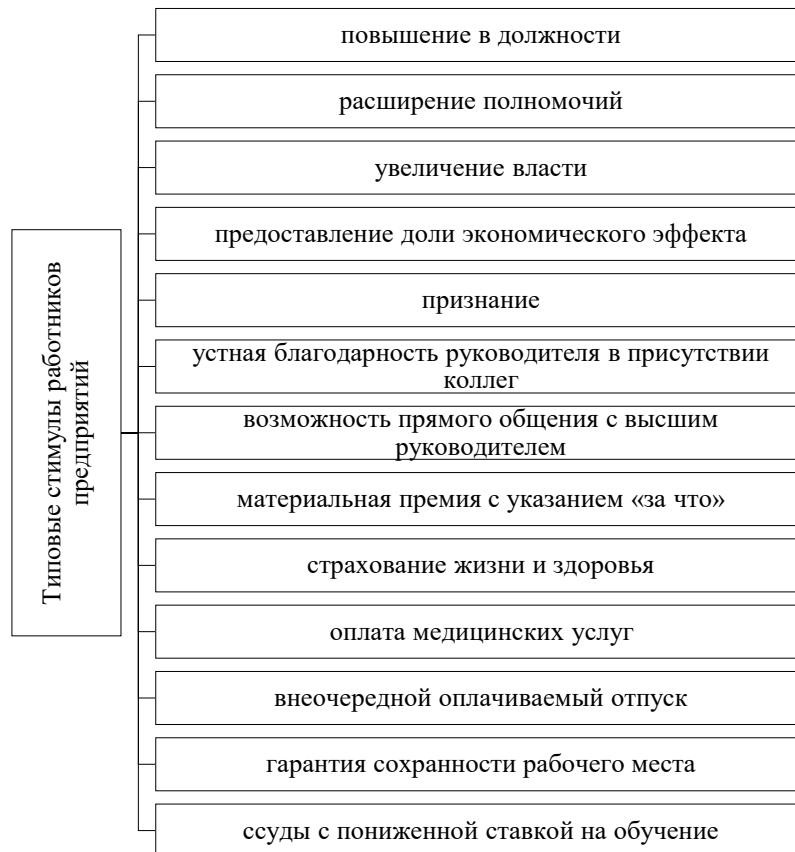 Типовые стимулы работников
предприятий
повышение в должности
расширение полномочий
увеличение власти
предоставление доли экономического эффекта
признание
устная благодарность руководителя в присутствии
коллег
возможность прямого общения с высшим
руководителем
материальная премия с указанием «за что»
страхование жизни и здоровья
оплата медицинских услуг
внеочередной оплачиваемый отпуск
гарантия сохранности рабочего места
ссуды с пониженной ставкой на обучение